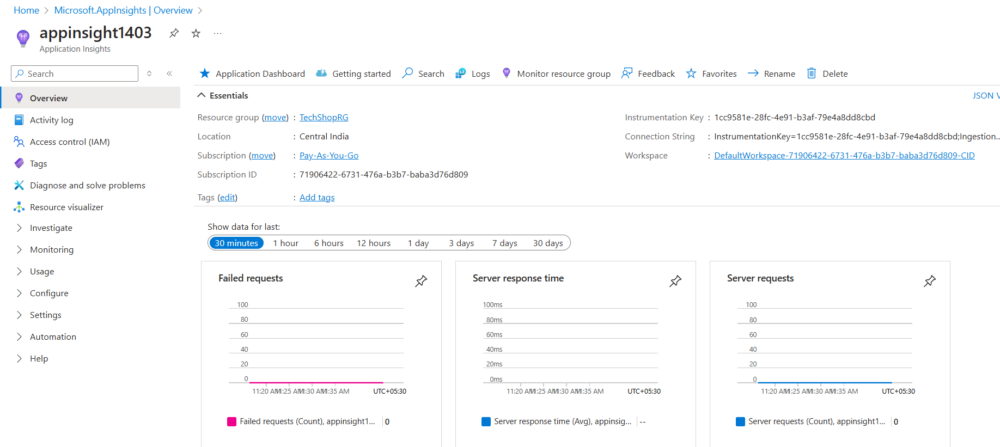 Home > Microsoft.AppInsights | Overview >
appinsight1403
Application Insights
Search
Overview
Activity log
Access control (IAM)
Tags
Diagnose and solve problems
Resource visualizer
Investigate
Monitoring
Usage
Configure
Settings
Automation
Help
Application Dashboard Getting started Search Logs Monitor resource group Feedback Favorites Rename Delete
Essentials
JSON V
Resource group (move) : TechShopRG
Location : Central India
Subscription (move) : Pay-As-You-Go
Subscription ID : 71906422-6731-476a-b3b7-baba3d76d809
Tags (edit) : Add tags
Instrumentation Key : 1cc9581e-28fc-4e91-b3af-79e4a8dd8cbd
Connection String : InstrumentationKey=1cc9581e-28fc-4e91-b3af-79e4a8dd8cbd;Ingestion...
Workspace : DefaultWorkspace-71906422-6731-476a-b3b7-baba3d76d809-CID
Show data for last:
30 minutes 1 hour 6 hours 12 hours 1 day 3 days 7 days 30 days
Failed requests
100
80
60
40
20
0
11:20 AM 11:25 AM 11:30 AM 11:35 AM UTC+05:30
Failed requests (Count), appinsight1... 0
Server response time
100ms
80ms
60ms
40ms
20ms
0ms
11:20 AM 11:25 AM 11:30 AM 11:35 AM UTC+05:30
Server response time (Avg), appinsig... --
Server requests
100
80
60
40
20
0
11:20 AM 11:25 AM 11:30 AM 11:35 AM UTC+05:30
Server requests (Count), appinsight1... 0